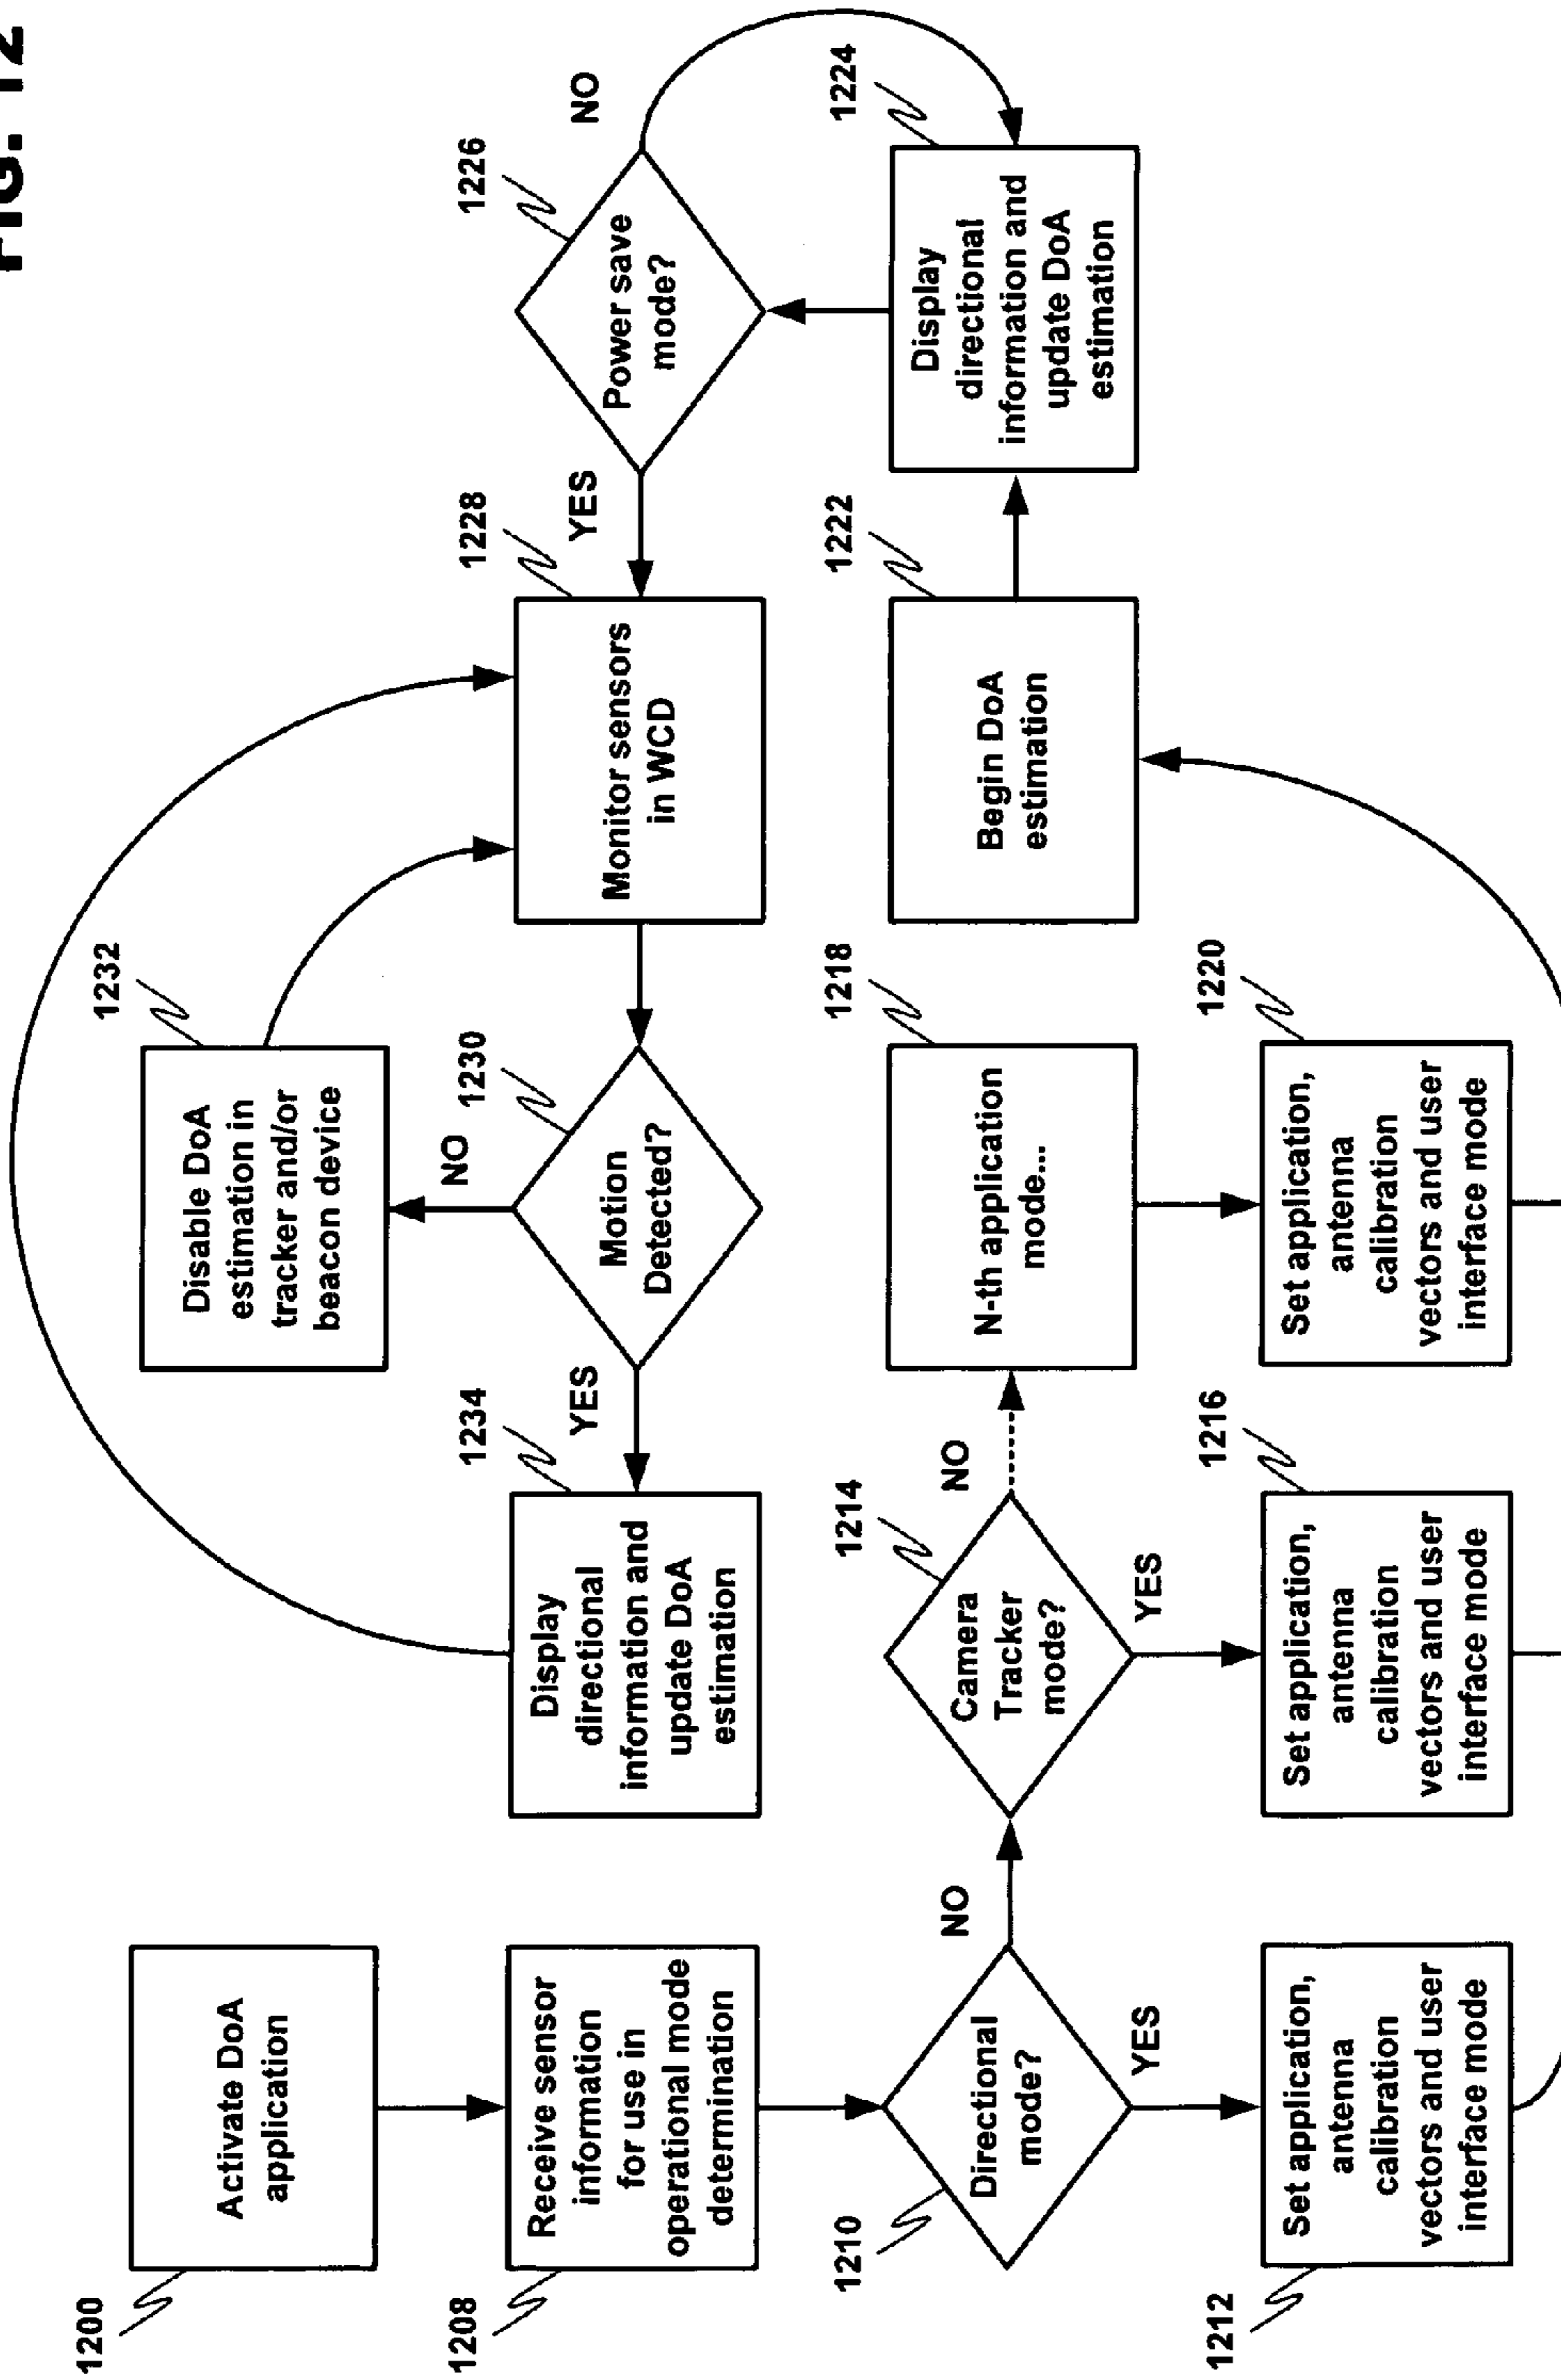 FIG. 12
1200
Activate DoA
application
1208
Receive sensor
information
for use in
operational mode
determination
1210
Directional
mode?
NO
YES
1212
Set application,
antenna
calibration
vectors and user
interface mode
1214
Camera
Tracker
mode?
NO
YES
1216
Set application,
antenna
calibration
vectors and user
interface mode
1218
N-th application
mode...
1220
Set application,
antenna
calibration
vectors and user
interface mode
1222
Begin DoA
estimation
1224
Display
directional
information and
update DoA
estimation
1226
Power save
mode?
NO
YES
1228
Monitor sensors
in WCD
1230
Motion
Detected?
NO
YES
1232
Disable DoA
estimation in
tracker and/or
beacon device
1234
Display
directional
information and
update DoA
estimation